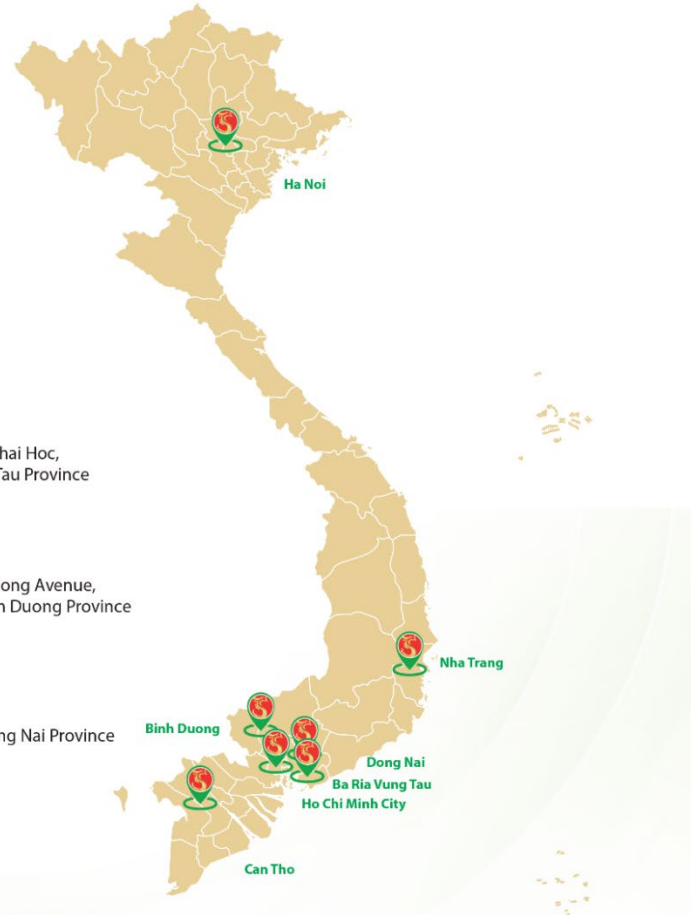 Ha Noi
hai Hoc,
Tau Province
ong Avenue,
Duong Province
ng Nai Province
Nha Trang
Binh Duong
Dong Nai
Ba Ria Vung Tau
Ho Chi Minh City
Can Tho